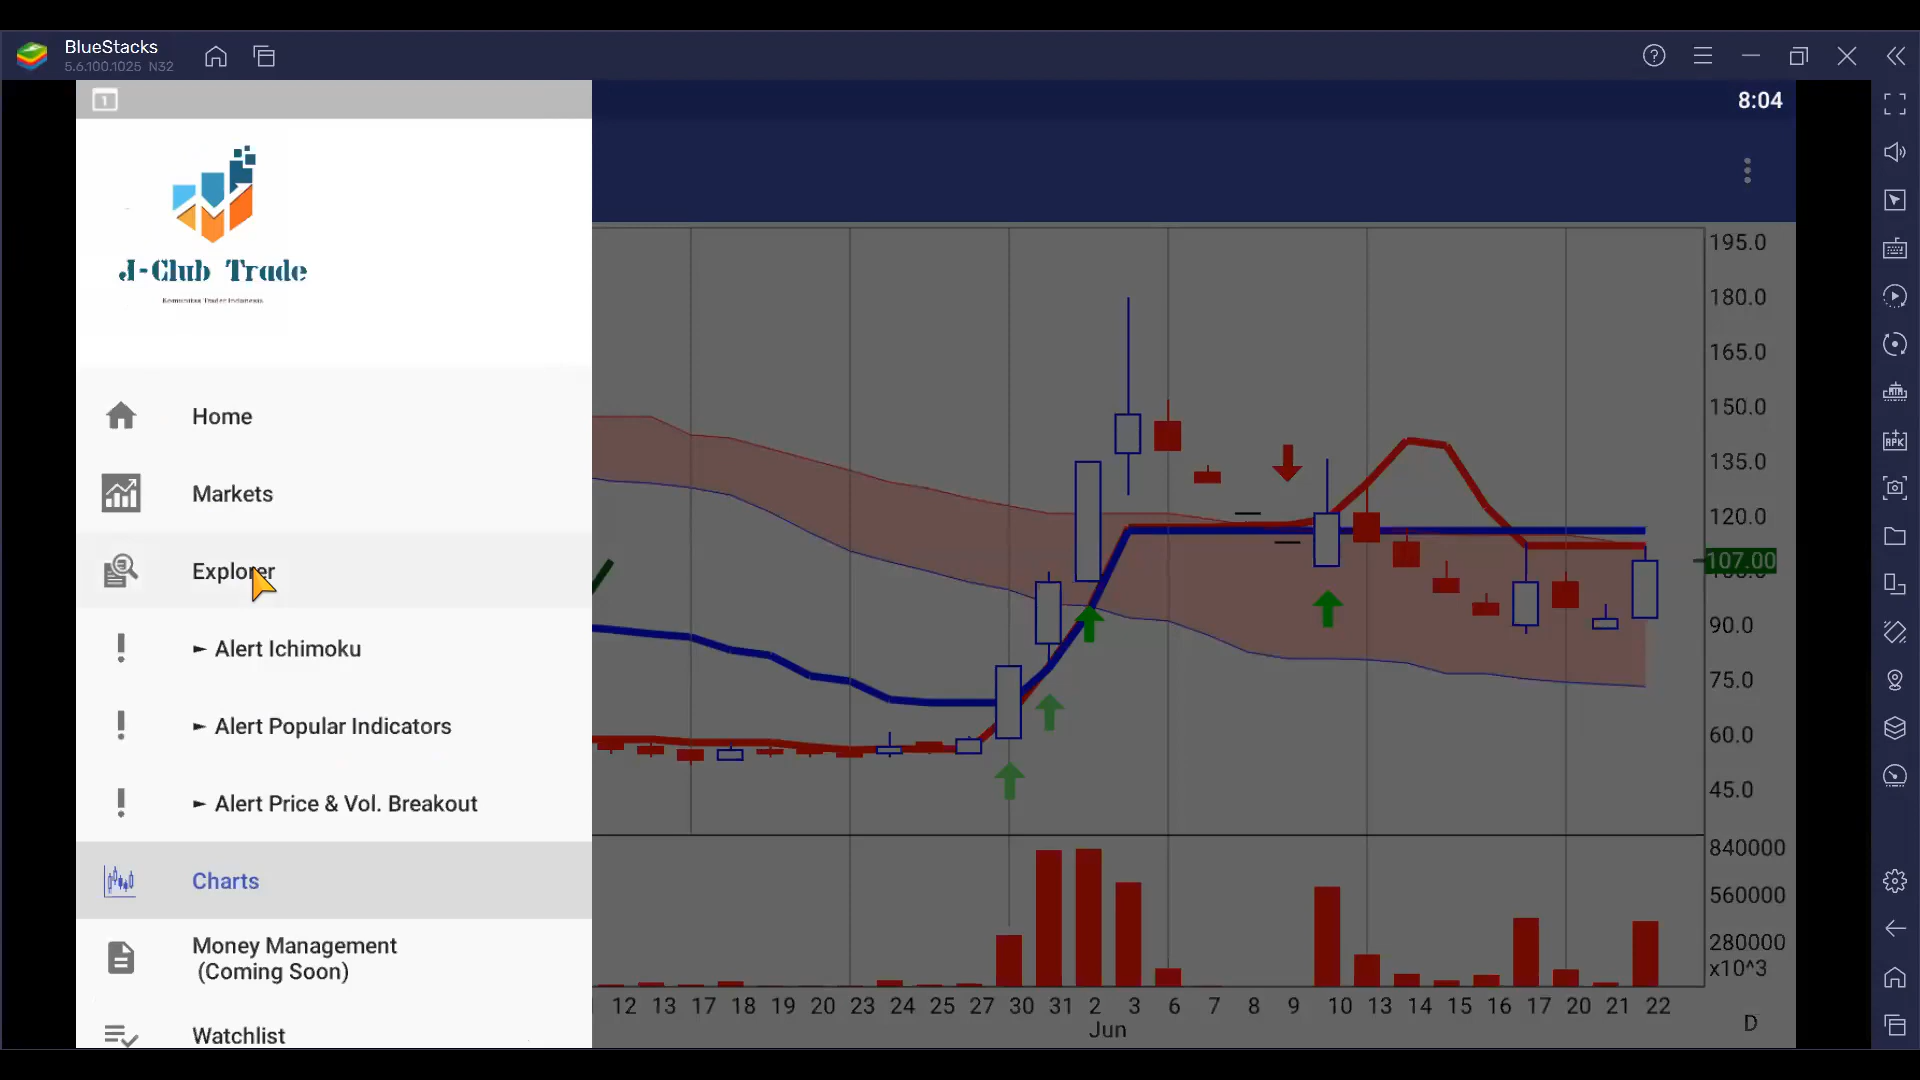 BlueStacks
5.6.100.1025 N32
1
8:04
J-Club Trade
Komunitas Trader Indonesia
Home
Markets
Explorer
► Alert Ichimoku
► Alert Popular Indicators
► Alert Price & Vol. Breakout
Charts
Money Management
(Coming Soon)
Watchlist
195.0
180.0
165.0
150.0
135.0
120.0
107.00
90.0
75.0
60.0
45.0
840000
560000
280000
x10^3
12 13 17 18 19 20 23 24 25 27 30 31 2 3 6 7 8 9 10 13 14 15 16 17 20 21 22
Jun
D